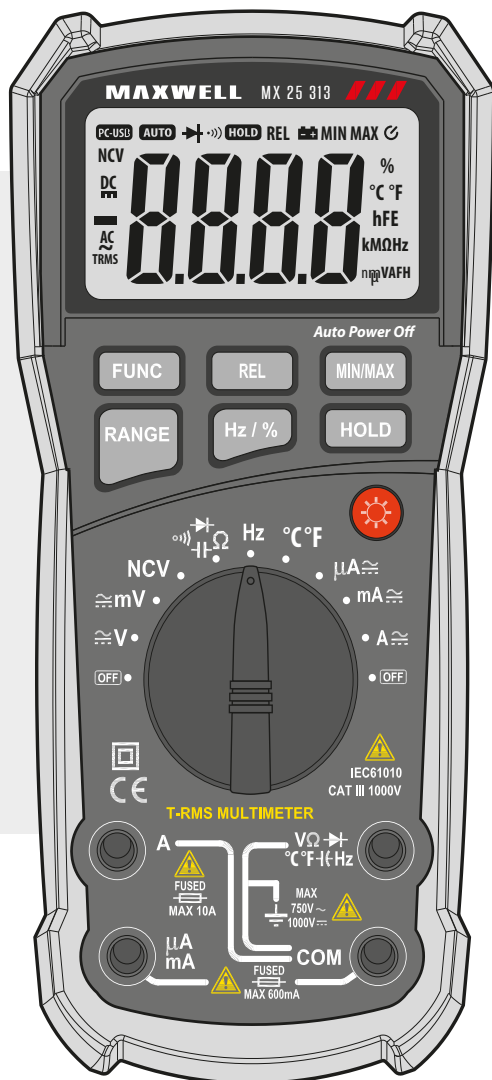 MAXWELL MX 25 313
PC-USB AUTO HOLD REL MIN MAX
NCV
%
DC
°C °F
hFE
AC
kMΩHz
TRMS
8.8.8.8
nmµVAFH
Auto Power Off
FUNC REL MIN/MAX
RANGE Hz / % HOLD
Ω Hz °C°F
NCV µA≂
≂mV mA≂
≂V A≂
OFF OFF
IEC61010
CAT III 1000V
CE
T-RMS MULTIMETER
A VΩ
°C°F Hz
FUSED
MAX 10A
MAX
750V ~
1000V ⎓
µA
mA
COM
FUSED
MAX 600mA